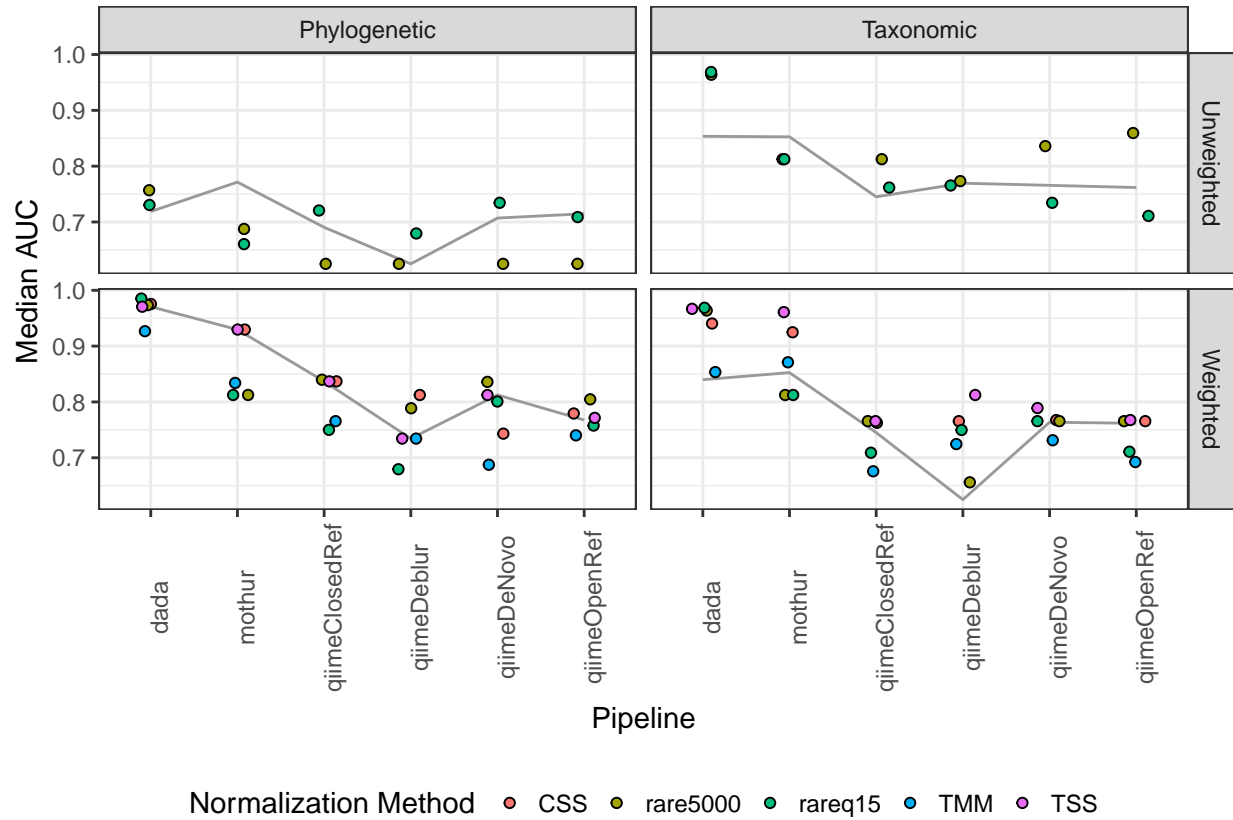 Phylogenetic Taxonomic
1.0
0.9
0.8
0.7
Unweighted
1.0
0.9
0.8
0.7
Weighted
Median AUC
dada mothur qiimeClosedRef qiimeDeblur qiimeDeNovo qiimeOpenRef dada mothur qiimeClosedRef qiimeDeblur qiimeDeNovo qiimeOpenRef
Pipeline
Normalization Method CSS rare5000 rareq15 TMM TSS